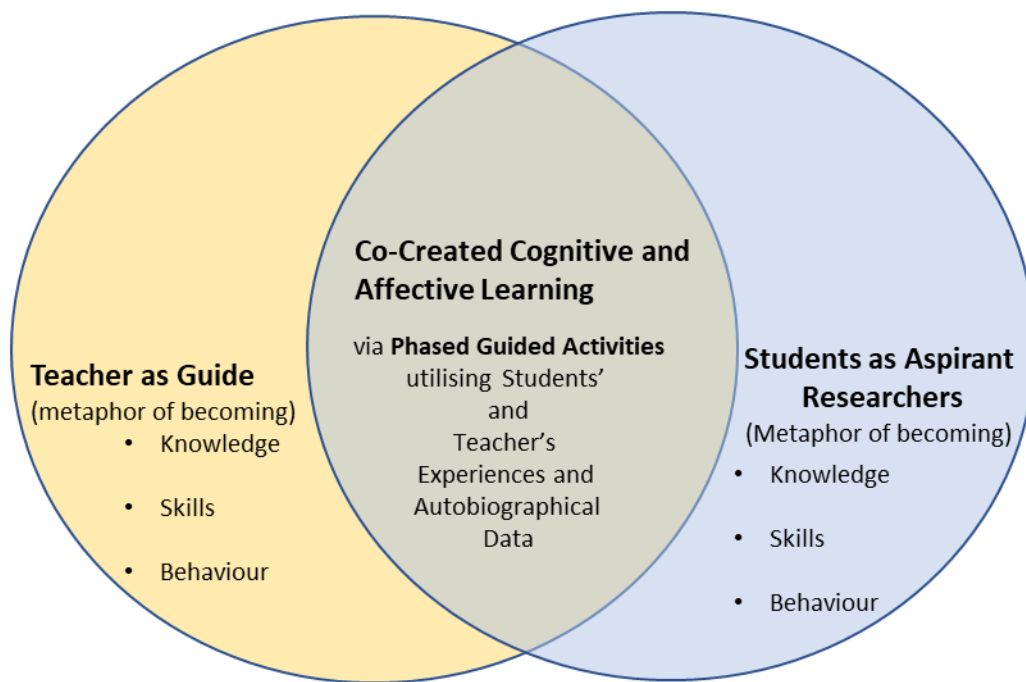 Teacher as Guide
(metaphor of becoming)
• Knowledge
• Skills
• Behaviour
Co-Created Cognitive and
Affective Learning
via Phased Guided Activities
utilising Students’
and
Teacher’s
Experiences and
Autobiographical
Data
Students as Aspirant
Researchers
(Metaphor of becoming)
• Knowledge
• Skills
• Behaviour